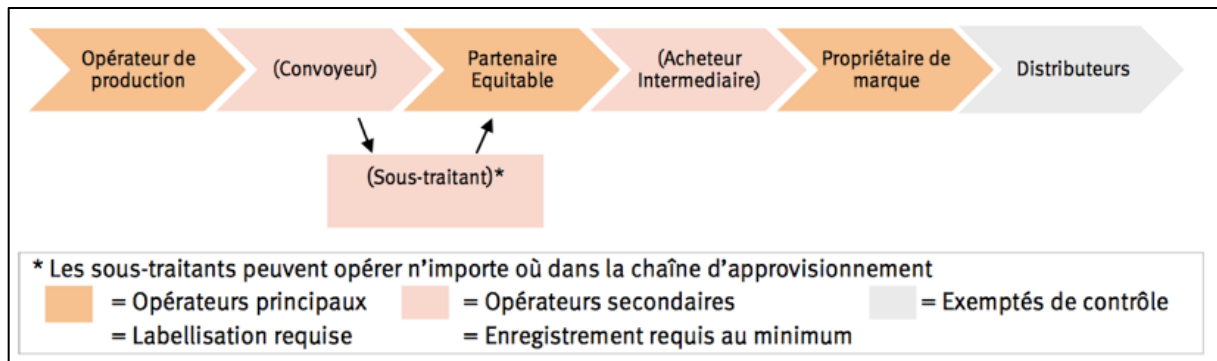 Opérateur de
production
(Convoyeur)
Partenaire
Equitable
(Acheteur
Intermediaire)
Propriétaire de
marque
Distributeurs
(Sous-traitant)*
* Les sous-traitants peuvent opérer n’importe où dans la chaîne d’approvisionnement
= Opérateurs principaux = Opérateurs secondaires = Exemptés de contrôle
= Labellisation requise = Enregistrement requis au minimum